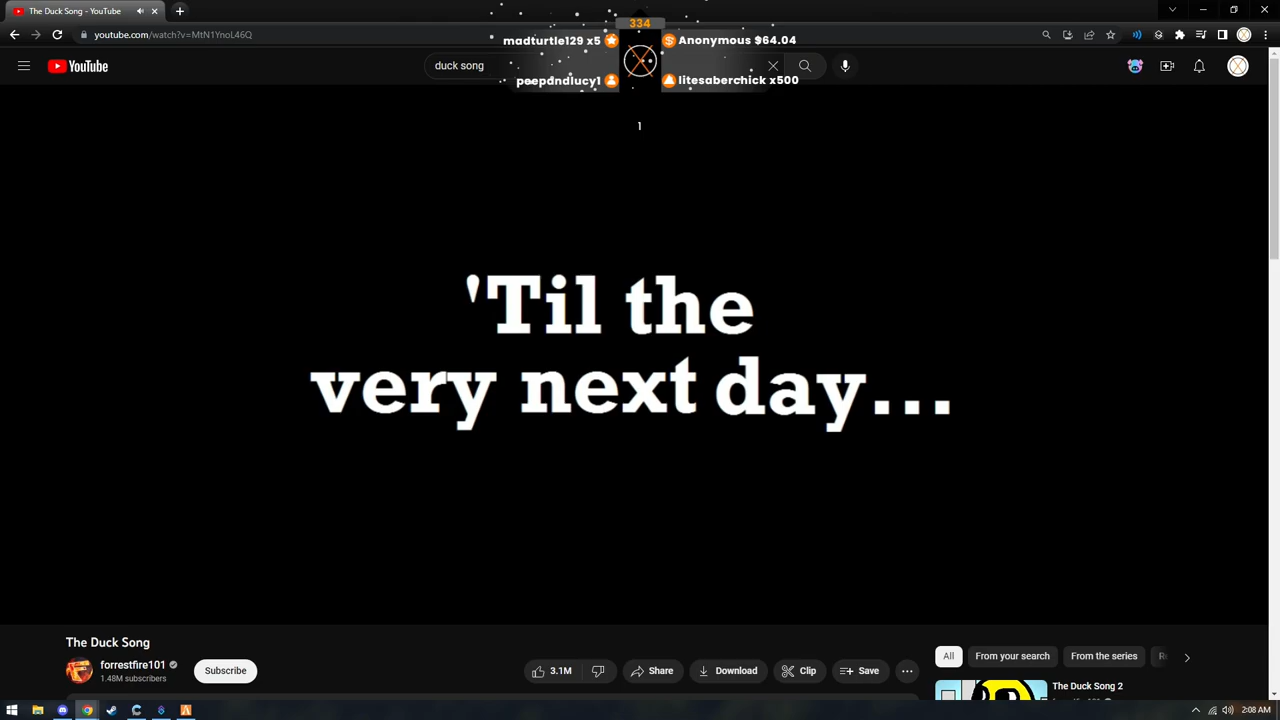 The Duck Song - YouTube
youtube.com/watch?v=MtN1YnoL46Q
334
madturtle129 x5
Anonymous $64.04
YouTube
duck song
peepandlucy1
litesaberchick x500
1
'Til the
very next day...
The Duck Song
forrestfire101
1.48M subscribers
Subscribe
3.1M
Share
Download
Clip
Save
All
From your search
From the series
The Duck Song 2
2:08 AM